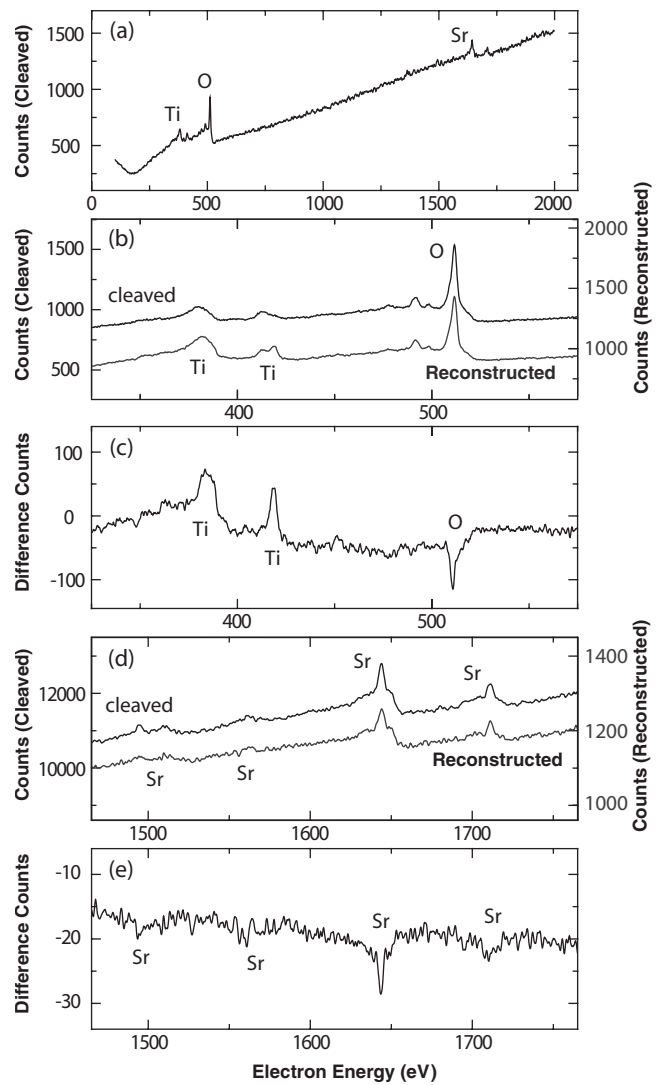 (a)
Counts (Cleaved)
1500
1000
500
Ti
O
Sr
0
500
1000
1500
2000
(b)
Counts (Cleaved)
1500
1000
500
cleaved
O
Ti
Ti
Reconstructed
2000
1500
1000
Counts (Reconstructed)
400
500
(c)
Difference Counts
100
0
-100
Ti
Ti
O
400
500
(d)
Counts (Cleaved)
12000
10000
cleaved
Sr
Sr
Sr
Sr
Reconstructed
1400
1200
1000
Counts (Reconstructed)
1500
1600
1700
(e)
Difference Counts
-10
-20
-30
Sr
Sr
Sr
Sr
1500
1600
1700
Electron Energy (eV)